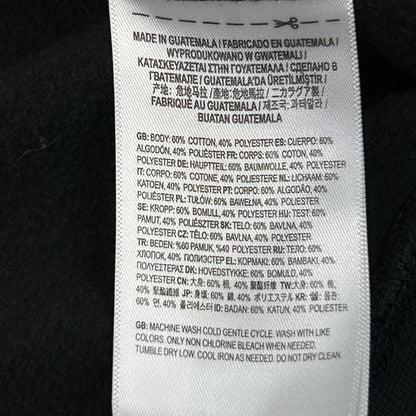 MADE IN GUATEMALA / FABRICADO EN GUATEMALA /
WYPRODUKOWANO W GWATEMALI /
ΚΑΤΑΣΚΕΥΑΖΕΤΑΙ ΣΤΗΝ ΓΟΥΑΤΕΜΑΛΑ / СДЕЛАНО В
ГВАТЕМАЛЕ / GUATEMALA'DA ÜRETİLMİŞTİR /
产地: 危地马拉 / 產地: 危地馬拉 / ニカラグア製 /
FABRIQUÉ AU GUATEMALA / 제조국: 과테말라 /
BUATAN GUATEMALA
GB: BODY: 60% COTTON, 40% POLYESTER ES: CUERPO: 60%
ALGODÓN, 40% POLIÉSTER FR: CORPS: 60% COTON, 40%
POLYESTER DE: HAUPTTEIL: 60% BAUMWOLLE, 40% POLYESTER
IT: CORPO: 60% COTONE, 40% POLIESTERE NL: LICHAAM: 60%
KATOEN, 40% POLYESTER PT: CORPO: 60% ALGODÃO, 40%
POLIÉSTER PL: TUŁÓW: 60% BAWEŁNA, 40% POLIESTER
SE: KROPP: 60% BOMULL, 40% POLYESTER HU: TEST: 60%
PAMUT, 40% POLIÉSZTER SK: TELO: 60% BAVLNA, 40%
POLYESTER CZ: TĚLO: 60% BAVLNA, 40% POLYESTER
TR: BEDEN: %60 PAMUK, %40 POLYESTER RU: ТЕЛО: 60%
ХЛОПОК, 40% ПОЛИЭСТЕР EL: ΚΟΡΜΑΚΙ: 60% ΒΑΜΒΑΚΙ, 40%
ΠΟΛΥΕΣΤΕΡΑΣ DK: HOVEDSTYKKE: 60% BOMULD, 40%
POLYESTER CN: 大身: 60% 棉, 40% 聚酯纤维 TW: 大身: 60% 棉,
40% 聚酯纖維 JP: 身頃: 60% 綿, 40% ポリエステル KR: 몸판:
60% 면, 40% 폴리에스터 ID: BADAN: 60% KATUN, 40% POLIESTER
GB: MACHINE WASH COLD GENTLE CYCLE. WASH WITH LIKE
COLORS. ONLY NON CHLORINE BLEACH WHEN NEEDED.
TUMBLE DRY LOW. COOL IRON AS NEEDED. DO NOT DRY CLEAN.